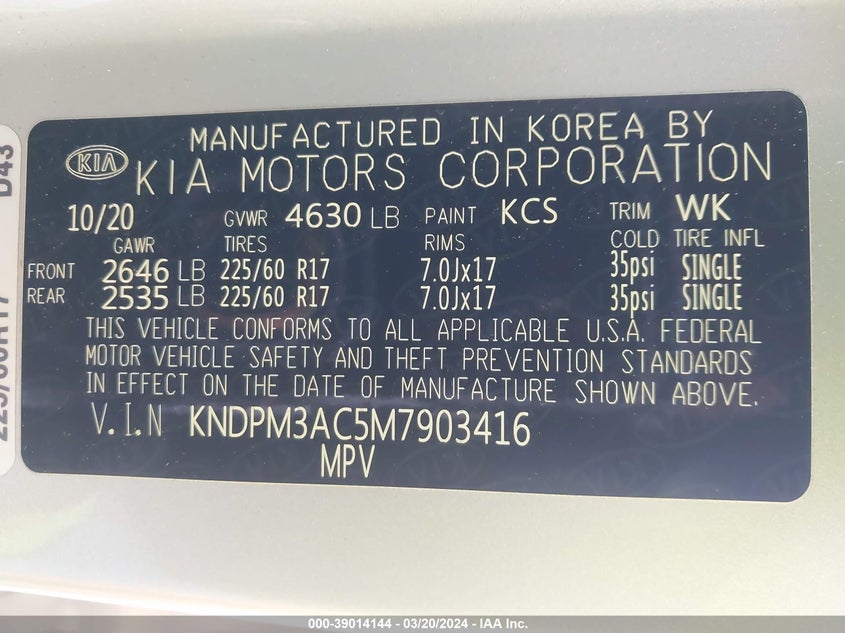 MANUFACTURED IN KOREA BY
KIA KIA MOTORS CORPORATION
10/20 GVWR 4630 LB PAINT KCS TRIM WK
GAWR TIRES RIMS COLD TIRE INFL
FRONT 2646 LB 225/60 R17 7.0Jx17 35psi SINGLE
REAR 2535 LB 225/60 R17 7.0Jx17 35psi SINGLE
THIS VEHICLE CONFORMS TO ALL APPLICABLE U.S.A. FEDERAL
MOTOR VEHICLE SAFETY AND THEFT PREVENTION STANDARDS
IN EFFECT ON THE DATE OF MANUFACTURE SHOWN ABOVE.
V.I.N KNDPM3AC5M7903416
MPV
D43
225/60R17
000-39014144 - 03/20/2024 - IAA Inc.